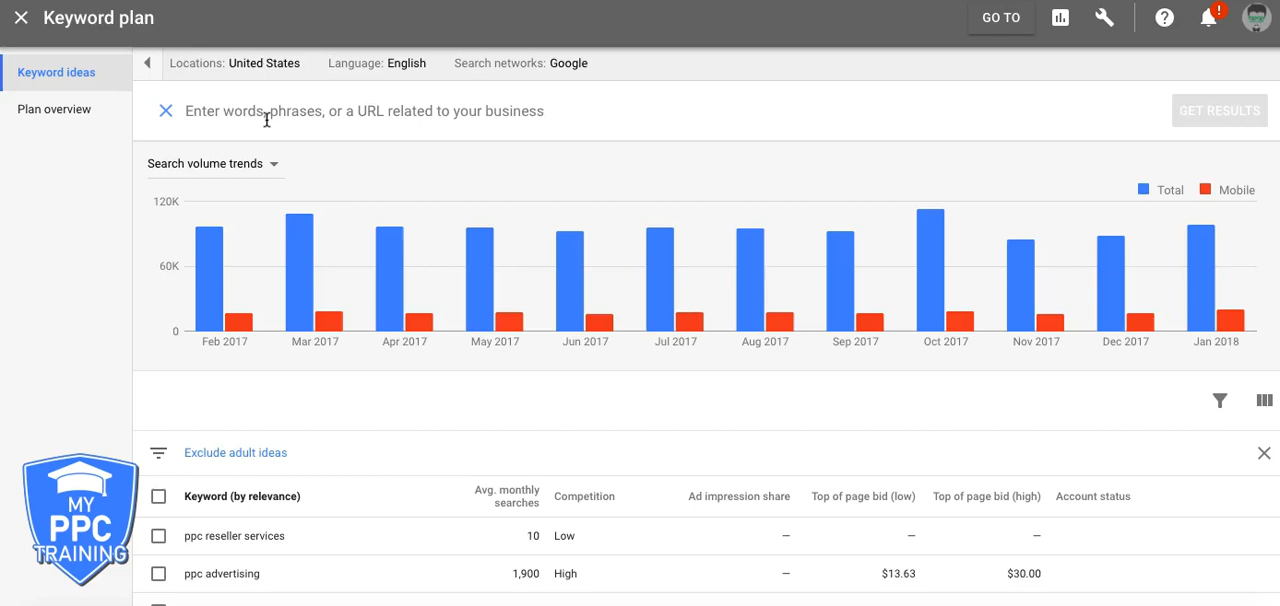 Keyword plan
GO TO
!
Keyword ideas
Plan overview
Locations: United States Language: English Search networks: Google
Enter words, phrases, or a URL related to your business
GET RESULTS
Search volume trends
Total Mobile
120K
60K
0
Feb 2017 Mar 2017 Apr 2017 May 2017 Jun 2017 Jul 2017 Aug 2017 Sep 2017 Oct 2017 Nov 2017 Dec 2017 Jan 2018
Exclude adult ideas
Keyword (by relevance) Avg. monthly searches Competition Ad impression share Top of page bid (low) Top of page bid (high) Account status
ppc reseller services 10 Low – – –
ppc advertising 1,900 High – $13.63 $30.00
MY
PPC
TRAINING